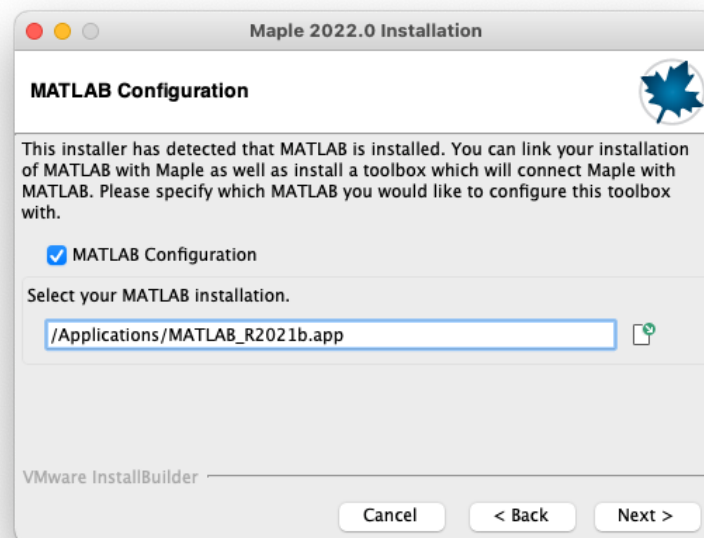 Maple 2022.0 Installation
MATLAB Configuration
This installer has detected that MATLAB is installed. You can link your installation
of MATLAB with Maple as well as install a toolbox which will connect Maple with
MATLAB. Please specify which MATLAB you would like to configure this toolbox
with.
MATLAB Configuration
Select your MATLAB installation.
/Applications/MATLAB_R2021b.app
VMware InstallBuilder
Cancel
< Back
Next >